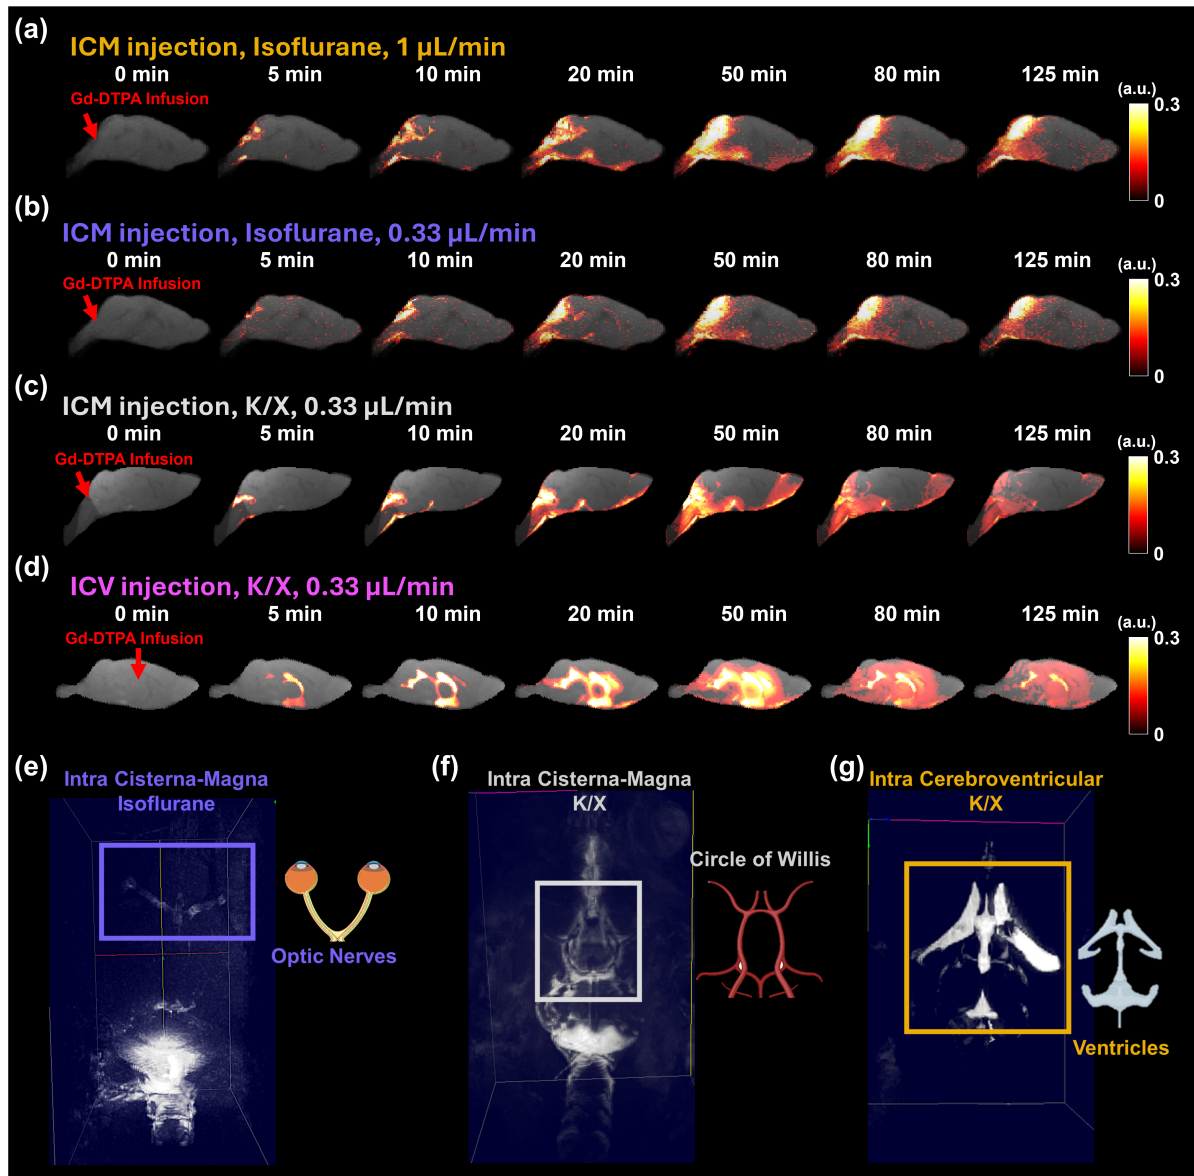 (a)
ICM injection, Isoflurane, 1 µL/min
0 min 5 min 10 min 20 min 50 min 80 min 125 min
(a.u.)
Gd-DTPA Infusion
0.3
0
(b)
ICM injection, Isoflurane, 0.33 µL/min
0 min 5 min 10 min 20 min 50 min 80 min 125 min
(a.u.)
Gd-DTPA Infusion
0.3
0
(c)
ICM injection, K/X, 0.33 µL/min
0 min 5 min 10 min 20 min 50 min 80 min 125 min
(a.u.)
Gd-DTPA Infusion
0.3
0
(d)
ICV injection, K/X, 0.33 µL/min
0 min 5 min 10 min 20 min 50 min 80 min 125 min
(a.u.)
Gd-DTPA Infusion
0.3
0
(e)
Intra Cisterna-Magna
Isoflurane
Optic Nerves
(f)
Intra Cisterna-Magna
K/X
Circle of Willis
(g)
Intra Cerebroventricular
K/X
Ventricles